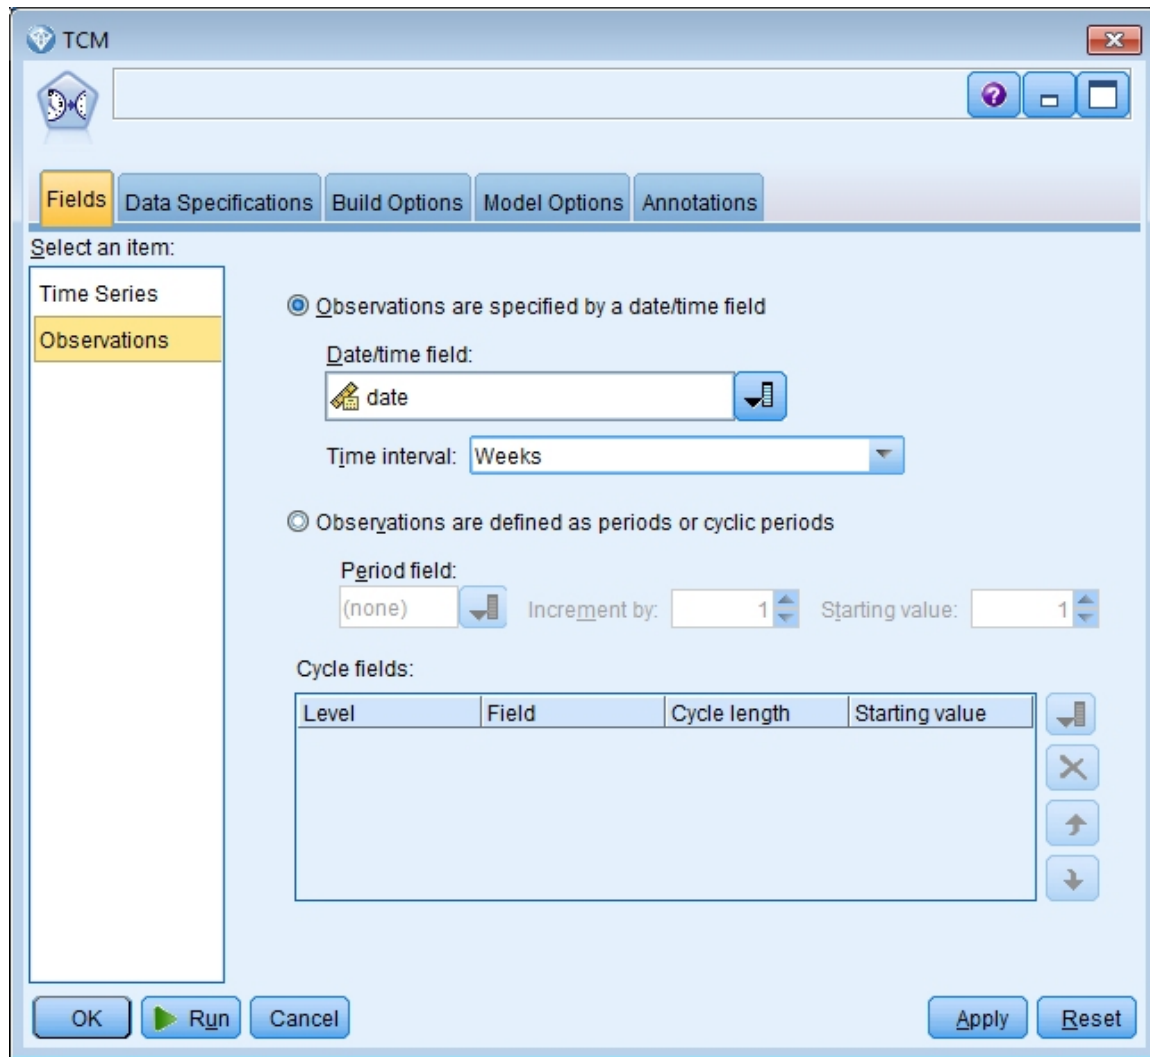 TCM
Fields Data Specifications Build Options Model Options Annotations
Select an item:
Time Series
Observations
Observations are specified by a date/time field
Date/time field:
date
Time interval: Weeks
Observations are defined as periods or cyclic periods
Period field:
(none) Increment by: 1 Starting value: 1
Cycle fields:
Level Field Cycle length Starting value
OK Run Cancel Apply Reset